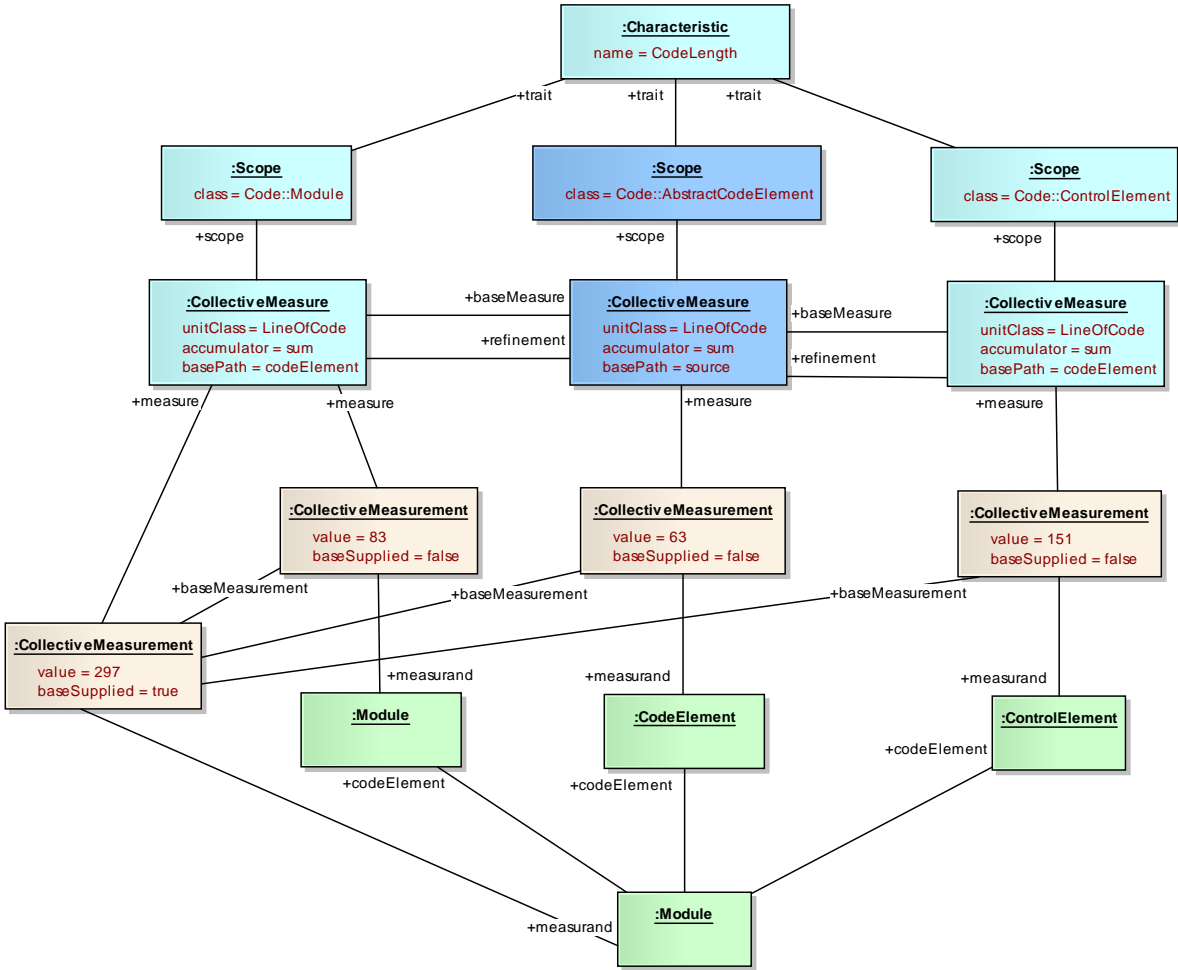 :Characteristic
name = CodeLength
+trait
+trait
+trait
:Scope
class = Code::Module
:Scope
class = Code::AbstractCodeElement
:Scope
class = Code::ControlElement
+scope
+scope
+scope
:CollectiveMeasure
unitClass = LineOfCode
accumulator = sum
basePath = codeElement
+baseMeasure
+refinement
:CollectiveMeasure
unitClass = LineOfCode
accumulator = sum
basePath = source
+baseMeasure
+refinement
:CollectiveMeasure
unitClass = LineOfCode
accumulator = sum
basePath = codeElement
+measure
+measure
+measure
+measure
:CollectiveMeasurement
value = 83
baseSupplied = false
:CollectiveMeasurement
value = 63
baseSupplied = false
:CollectiveMeasurement
value = 151
baseSupplied = false
+baseMeasurement
+baseMeasurement
+baseMeasurement
:CollectiveMeasurement
value = 297
baseSupplied = true
+measurand
+measurand
+measurand
:Module
:CodeElement
:ControlElement
+codeElement
+codeElement
+codeElement
:Module
+measurand